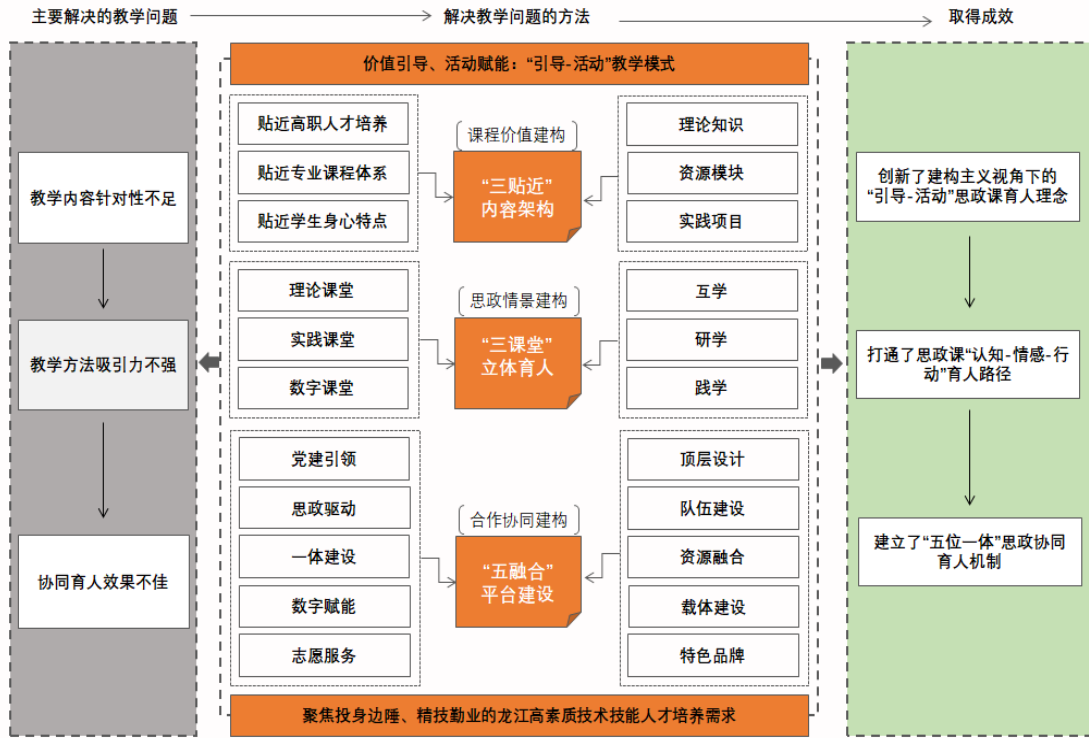 主要解决的教学问题
解决教学问题的方法
取得成效
价值引导、活动赋能：“引导-活动”教学模式
教学内容针对性不足
教学方法吸引力不强
协同育人效果不佳
贴近高职人才培养
贴近专业课程体系
贴近学生身心特点
课程价值建构
“三贴近”
内容架构
理论知识
资源模块
实践项目
理论课堂
实践课堂
数字课堂
思政情景建构
“三课堂”
立体育人
互学
研学
践学
党建引领
思政驱动
一体建设
数字赋能
志愿服务
合作协同建构
“五融合”
平台建设
顶层设计
队伍建设
资源融合
载体建设
特色品牌
聚焦投身边陲、精技勤业的龙江高素质技术技能人才培养需求
创新了建构主义视角下的
“引导-活动”思政课育人理念
打通了思政课“认知-情感-行
动”育人路径
建立了“五位一体”思政协同
育人机制